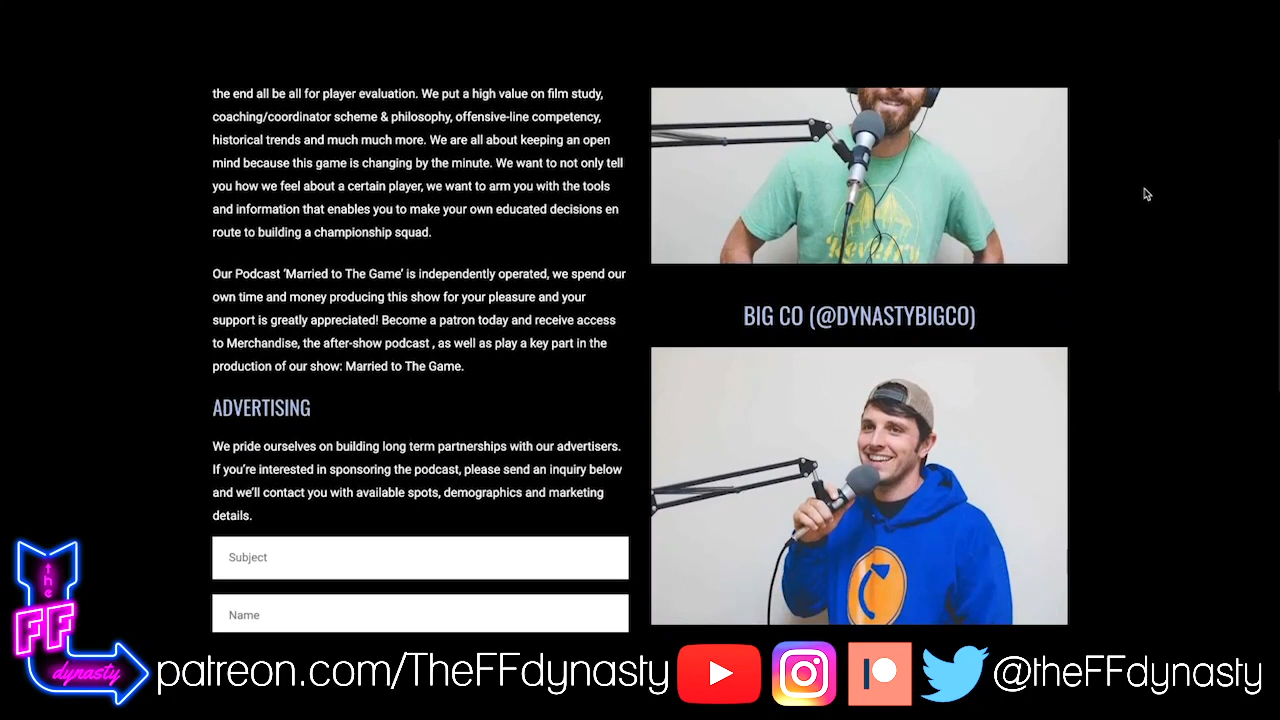 the end all be all for player evaluation. We put a high value on film study,
coaching/coordinator scheme & philosophy, offensive-line competency,
historical trends and much much more. We are all about keeping an open
mind because this game is changing by the minute. We want to not only tell
you how we feel about a certain player, we want to arm you with the tools
and information that enables you to make your own educated decisions en
route to building a championship squad.
Our Podcast ‘Married to The Game’ is independently operated, we spend our
own time and money producing this show for your pleasure and your
support is greatly appreciated! Become a patron today and receive access
to Merchandise, the after-show podcast , as well as play a key part in the
production of our show: Married to The Game.
ADVERTISING
We pride ourselves on building long term partnerships with our advertisers.
If you’re interested in sponsoring the podcast, please send an inquiry below
and we’ll contact you with available spots, demographics and marketing
details.
Subject
Name
Revelry
BIG CO (@DYNASTYBIGCO)
the
FF
dynasty
patreon.com/TheFFdynasty
@theFFdynasty